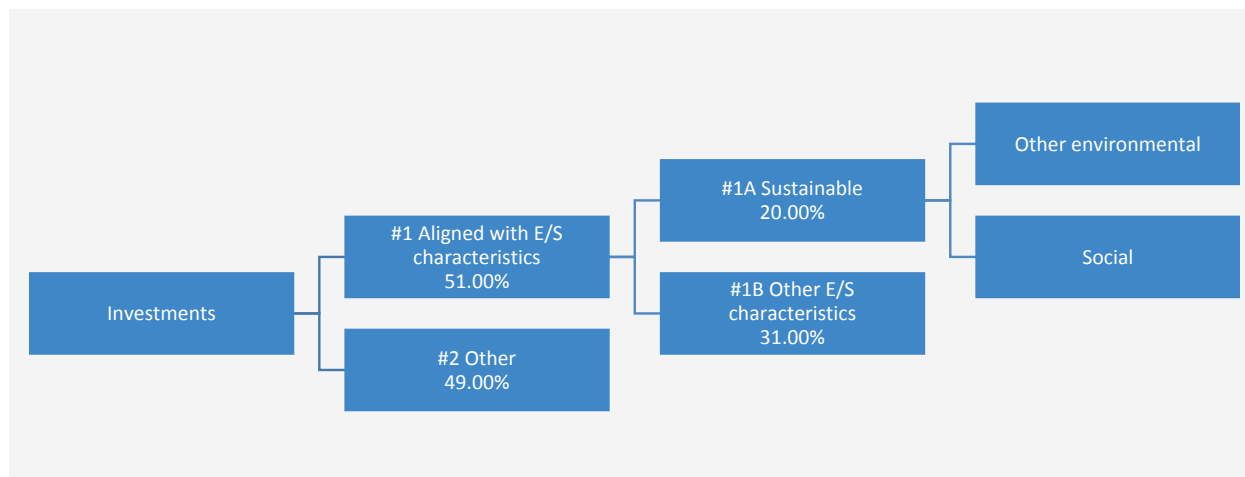 Investments
#1 Aligned with E/S
characteristics
51.00%
#2 Other
49.00%
#1A Sustainable
20.00%
#1B Other E/S
characteristics
31.00%
Other environmental
Social